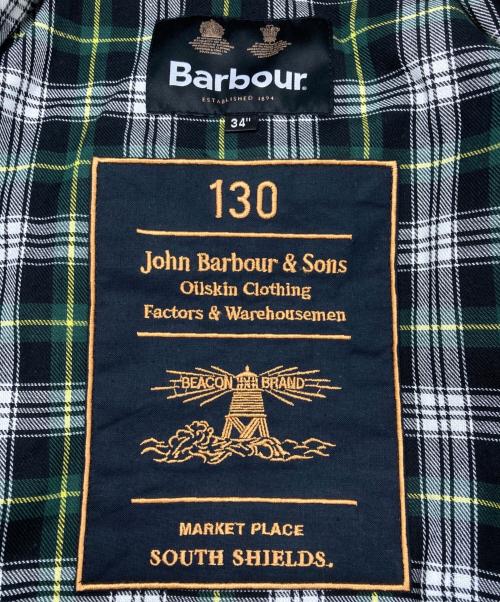 Barbour
ESTABLISHED 1894
34"
130
John Barbour & Sons
Oilskin Clothing
Factors & Warehousemen
BEACON BRAND
MARKET PLACE
SOUTH SHIELDS.